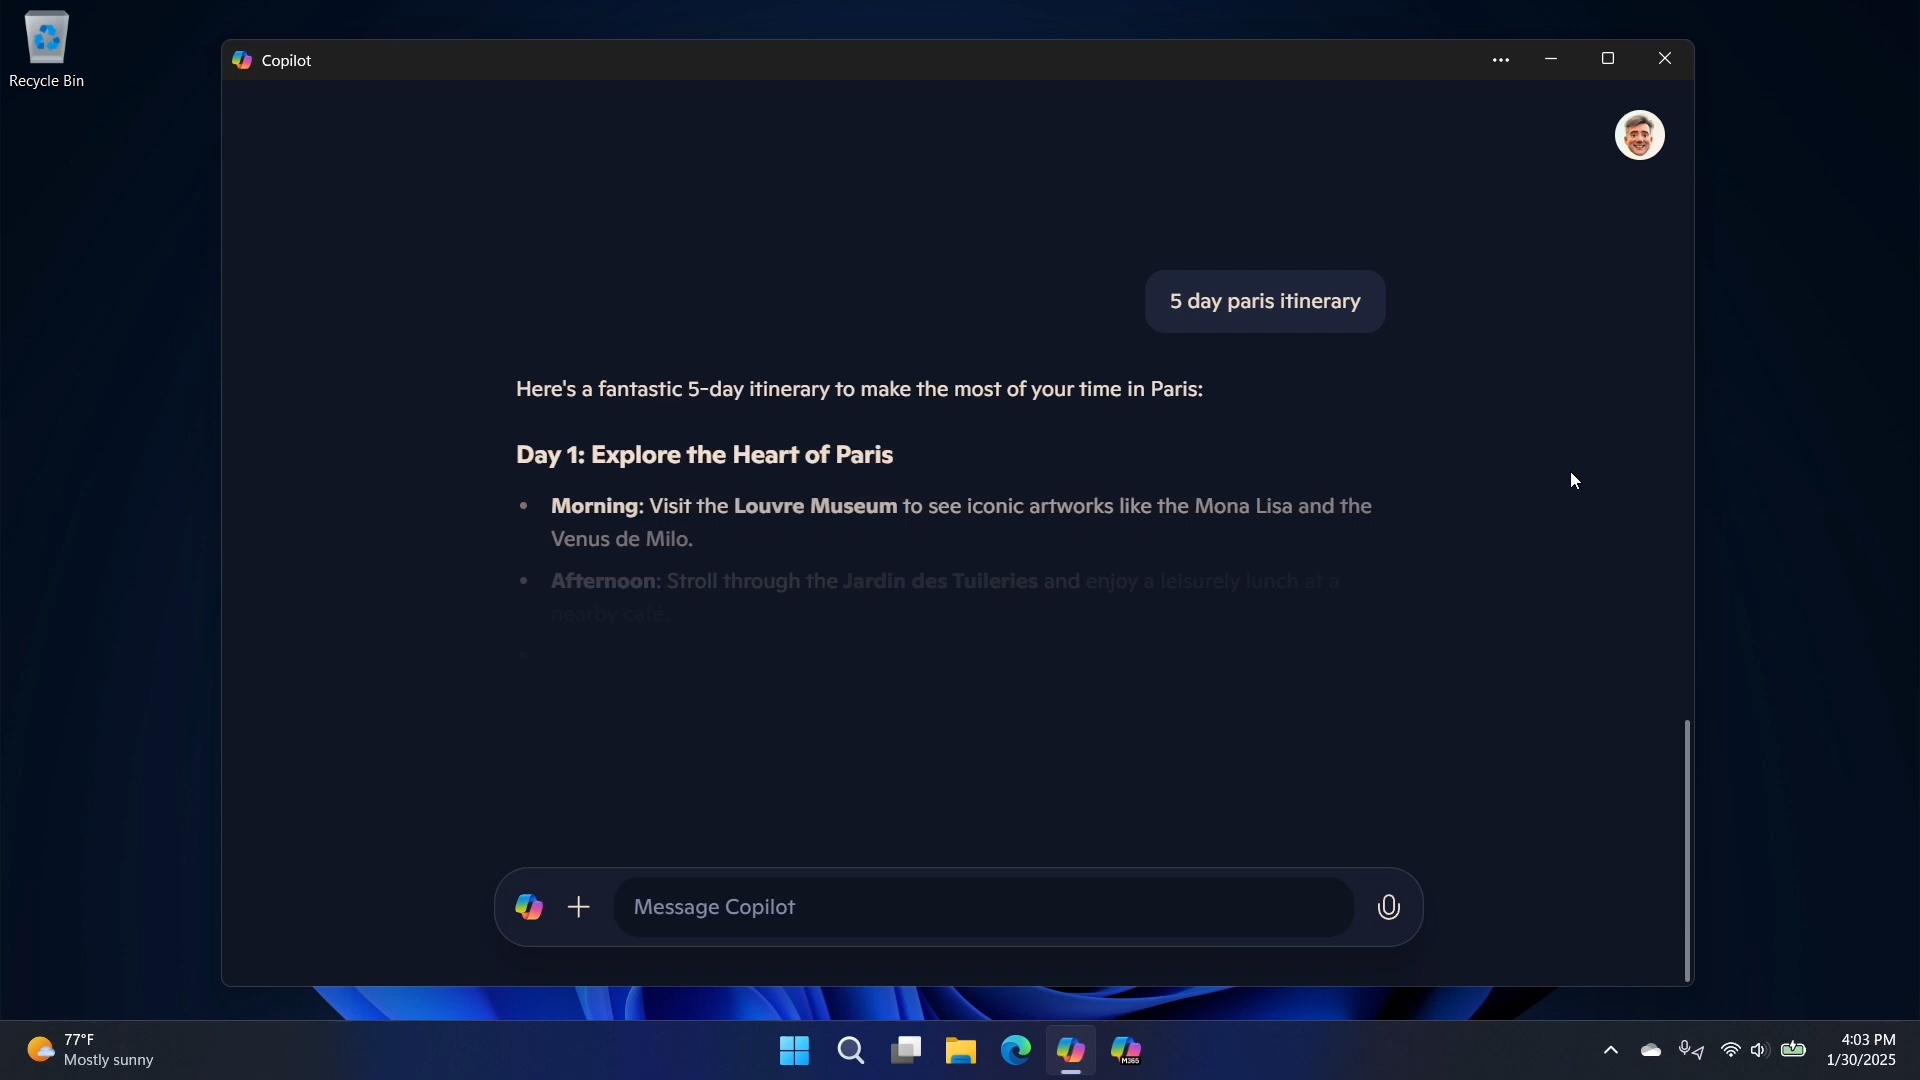 Recycle Bin
Copilot
5 day paris itinerary
Here's a fantastic 5-day itinerary to make the most of your time in Paris:
Day 1: Explore the Heart of Paris
• Morning: Visit the Louvre Museum to see iconic artworks like the Mona Lisa and the
Venus de Milo.
• Afternoon: Stroll through the Jardin des Tuileries and enjoy a leisurely lunch at a
nearby café.
Message Copilot
77°F
Mostly sunny
M365
4:03 PM
1/30/2025